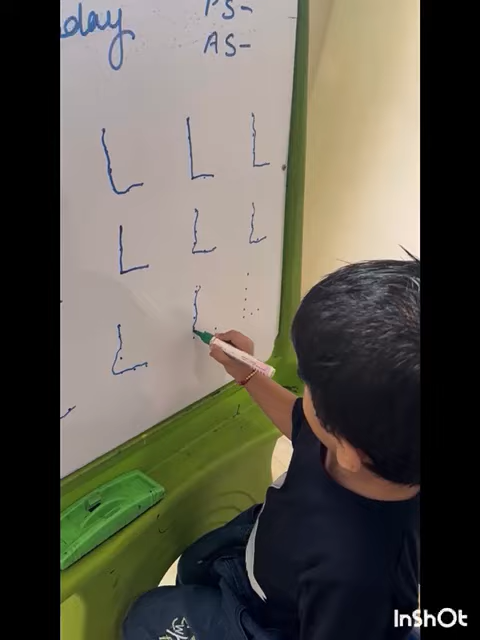 day PS-
AS-
L L L
L L L
L L
InShOt